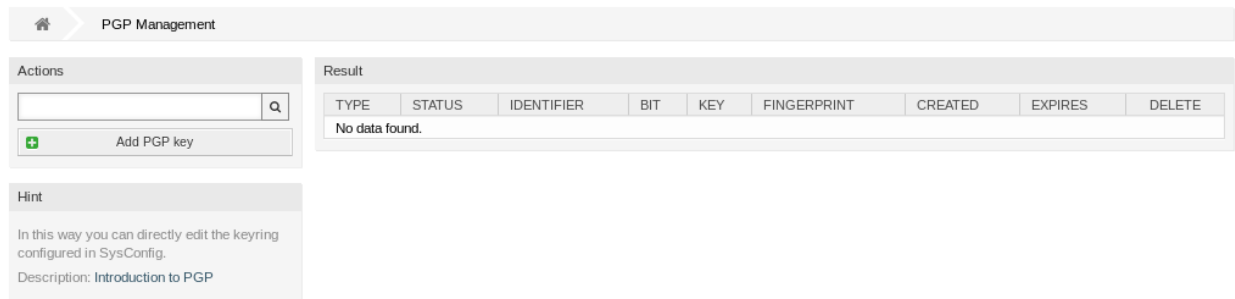 PGP Management
Actions
Add PGP key
Hint
In this way you can directly edit the keyring
configured in SysConfig.
Description: Introduction to PGP
Result
TYPE STATUS IDENTIFIER BIT KEY FINGERPRINT CREATED EXPIRES DELETE
No data found.